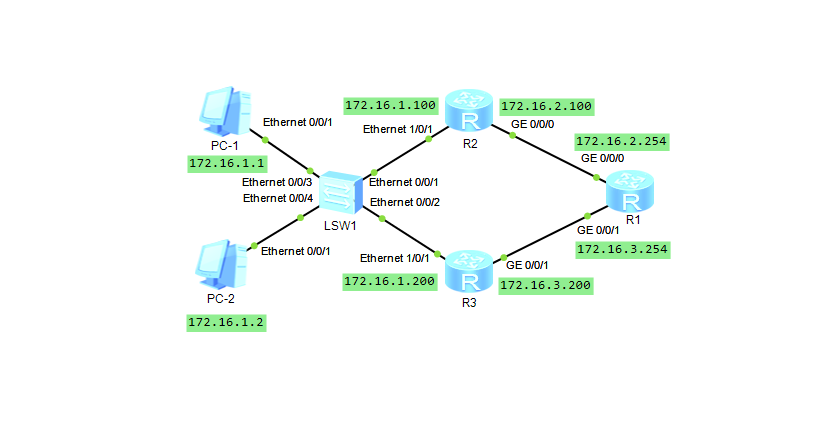 172.16.1.100
172.16.2.100
Ethernet 0/0/1
Ethernet 1/0/1
GE 0/0/0
R
R2
PC-1
172.16.1.1
172.16.2.254
GE 0/0/0
Ethernet 0/0/3
Ethernet 0/0/1
Ethernet 0/0/4
Ethernet 0/0/2
R
R1
LSW1
GE 0/0/1
172.16.3.254
Ethernet 0/0/1
Ethernet 1/0/1
GE 0/0/1
R
172.16.1.200
172.16.3.200
PC-2
R3
172.16.1.2